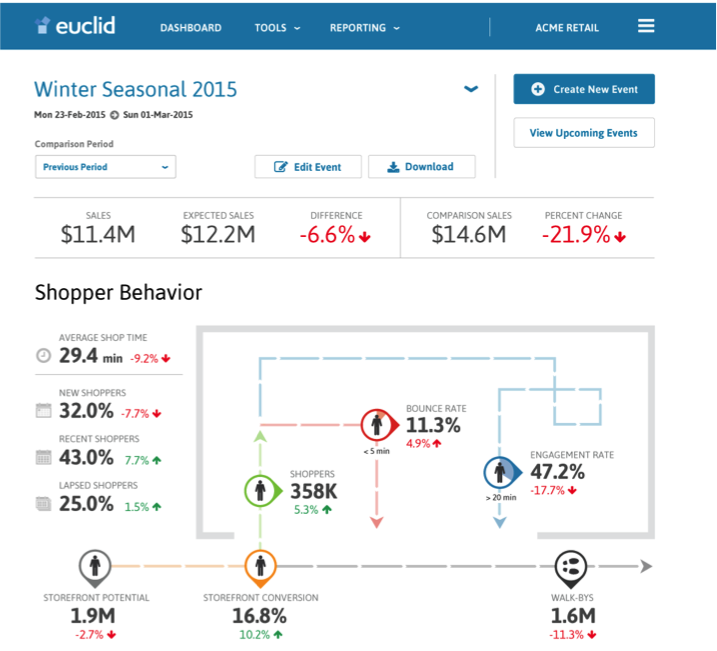 euclid DASHBOARD TOOLS REPORTING ACME RETAIL
Winter Seasonal 2015
Mon 23-Feb-2015 Sun 01-Mar-2015
Comparison Period
Previous Period
Edit Event
Download
Create New Event
View Upcoming Events
SALES EXPECTED SALES DIFFERENCE COMPARISON SALES PERCENT CHANGE
$11.4M $12.2M -6.6% $14.6M -21.9%
Shopper Behavior
AVERAGE SHOP TIME
29.4 min -9.2%
NEW SHOPPERS
32.0% -7.7%
RECENT SHOPPERS
43.0% 7.7%
LAPSED SHOPPERS
25.0% 1.5%
BOUNCE RATE
11.3%
4.9%
< 5 min
ENGAGEMENT RATE
47.2%
-17.7%
> 20 min
SHOPPERS
358K
5.3%
STOREFRONT POTENTIAL
1.9M
-2.7%
STOREFRONT CONVERSION
16.8%
10.2%
WALK-BYS
1.6M
-11.3%